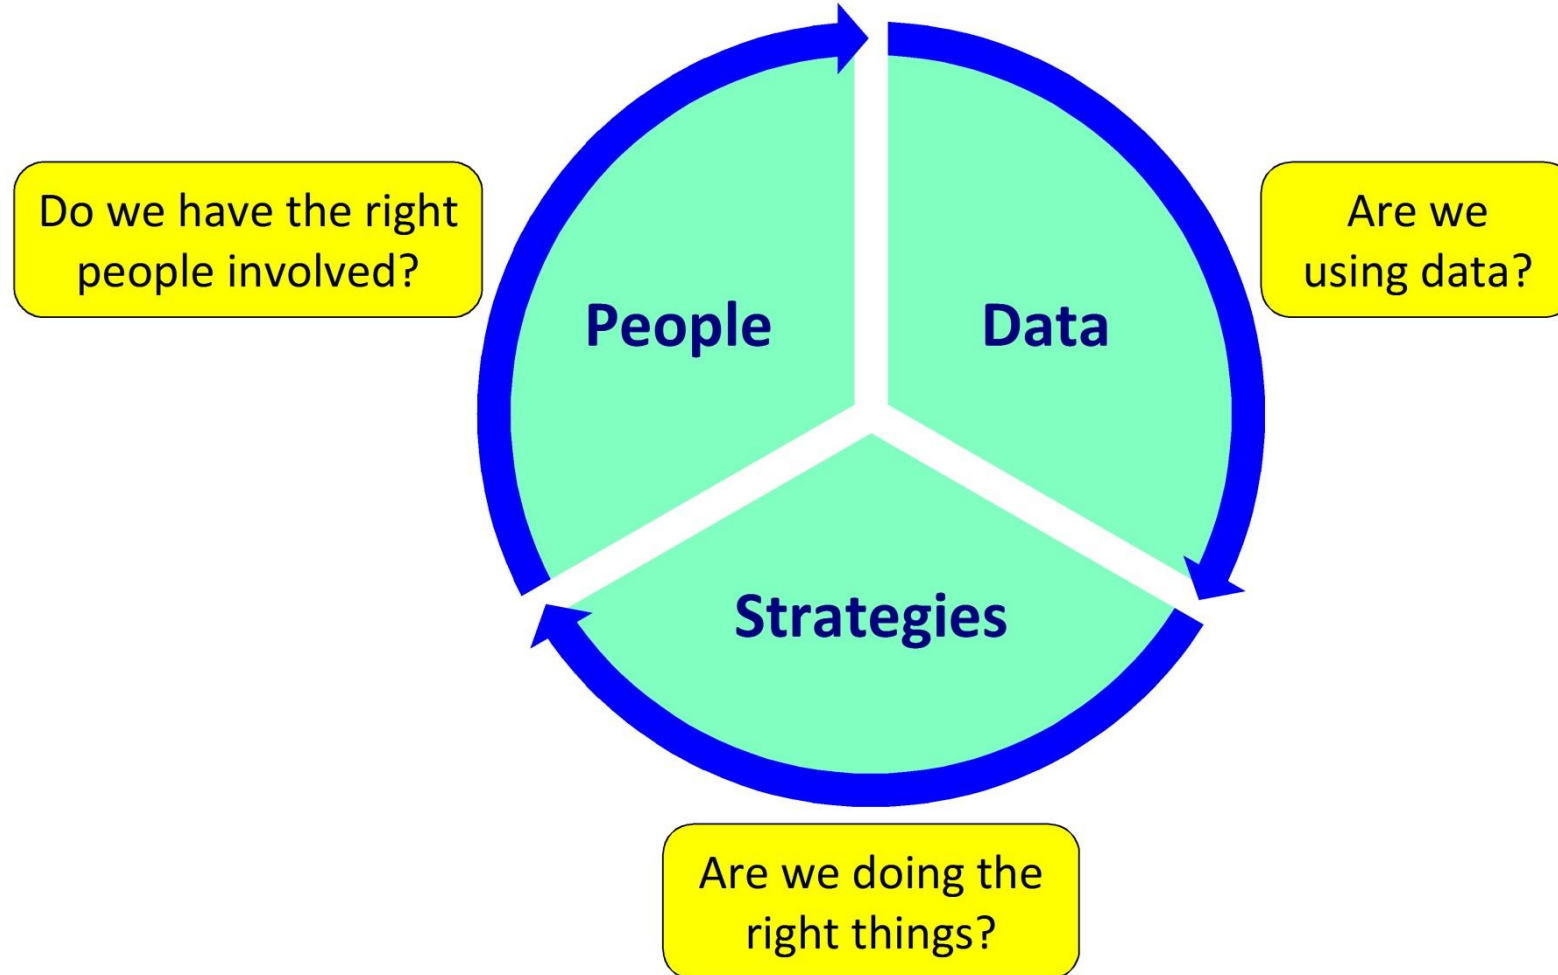 Do we have the right
people involved?
Are we
using data?
People
Data
Strategies
Are we doing the
right things?